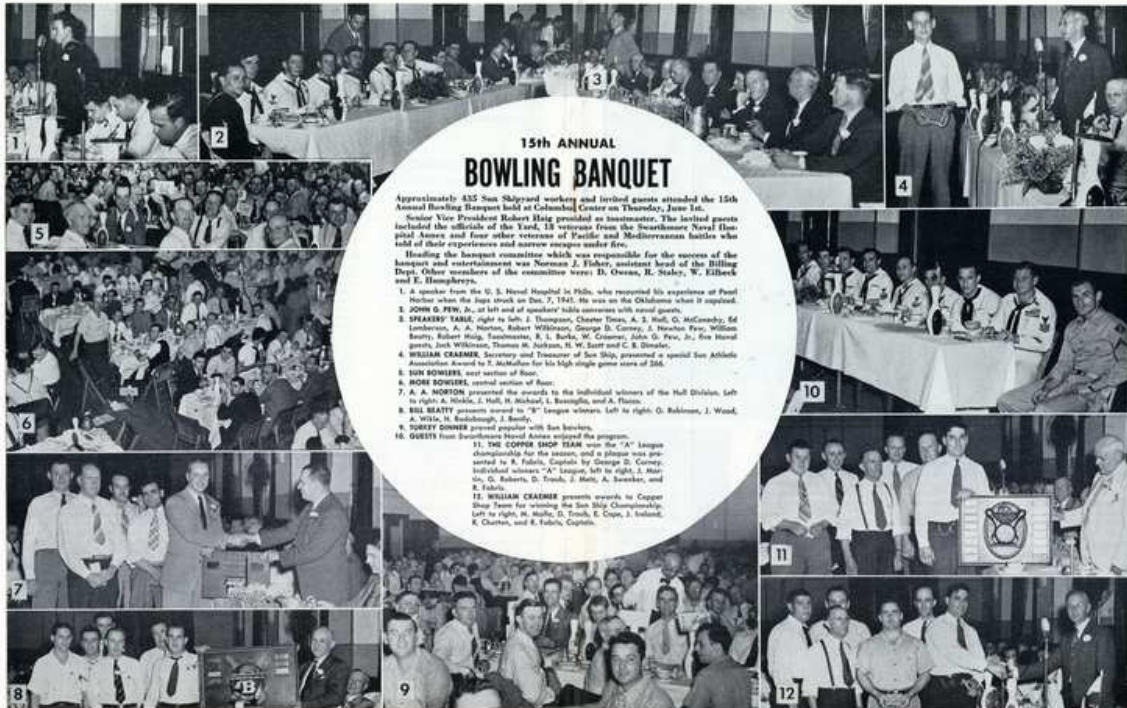 15th ANNUAL
BOWLING BANQUET
Approximately 435 Sun Shipyard workers and invited guests attended the 15th
Annual Bowling Banquet held at Columbus Center on Thursday, June 1st.
Senior Vice President Robert Haig presided as toastmaster. The invited guests
included the officials of the Yard, 18 veterans from the Swarthmore Naval Hos-
pital Annex and four other veterans of Pacific and Mediterranean battles who
told of their experiences and narrow escapes under fire.
Heading the banquet committee which was responsible for the success of the
banquet and entertainment was Norman J. Fisher, assistant head of the Billing
Dept. Other members of the committee were: D. Owens, R. Staley, W. Eilbeck
and E. Humphreys.
1. A speaker from the U. S. Naval Hospital in Phila. who recounted his experience at Pearl
Harbor when the Japs struck on Dec. 7, 1941. He was on the Oklahoma when it capsized.
2. JOHN G. PEW, Jr., at left end of speakers' table converses with naval guests.
3. SPEAKERS' TABLE, right to left: J. Thompson, Chester Times, A. S. Hall, G. McConechy, Ed
Lamberson, A. A. Norton, Robert Wilkinson, George D. Carney, J. Newton Pew, William
Beatty, Robert Haig, Toastmaster, R. L. Burke, W. Craemer, John G. Pew, Jr., five Naval
guests, Jack Wilkinson, Thomas M. Jackson, H. W. Scott and C. B. Dimeler.
4. WILLIAM CRAEMER, Secretary and Treasurer of Sun Ship, presented a special Sun Athletic
Association Award to T. McMullan for his high single game score of 266.
5. SUN BOWLERS, east section of floor.
6. MORE BOWLERS, central section of floor.
7. A. A. NORTON presented the awards to the individual winners of the Hull Division. Left
to right: A. Hinkle, J. Hall, H. Michael, L. Boscaglia, and A. Flacco.
8. BILL BEATTY presents award to "B" League winners. Left to right: G. Robinson, J. Wood,
A. Wikle, H. Rodobaugh, J. Bonfly.
9. TURKEY DINNER proved popular with Sun bowlers.
10. GUESTS from Swarthmore Naval Annex enjoyed the program.
11. THE COPPER SHOP TEAM won the "A" League
championship for the season, and a plaque was pre-
sented to R. Fabris, Captain by George D. Carney.
Individual winners "A" League, left to right, J. Mar-
tin, G. Roberts, D. Traub, J. Mett, A. Sweeker, and
R. Fabris.
12. WILLIAM CRAEMER presents awards to Copper
Shop Team for winning the Sun Ship Championship.
Left to right, M. Maffo, D. Traub, E. Cope, J. Ireland,
K. Chatten, and R. Fabris, Captain.
1
2
3
4
5
6
7
8
9
10
11
12
B